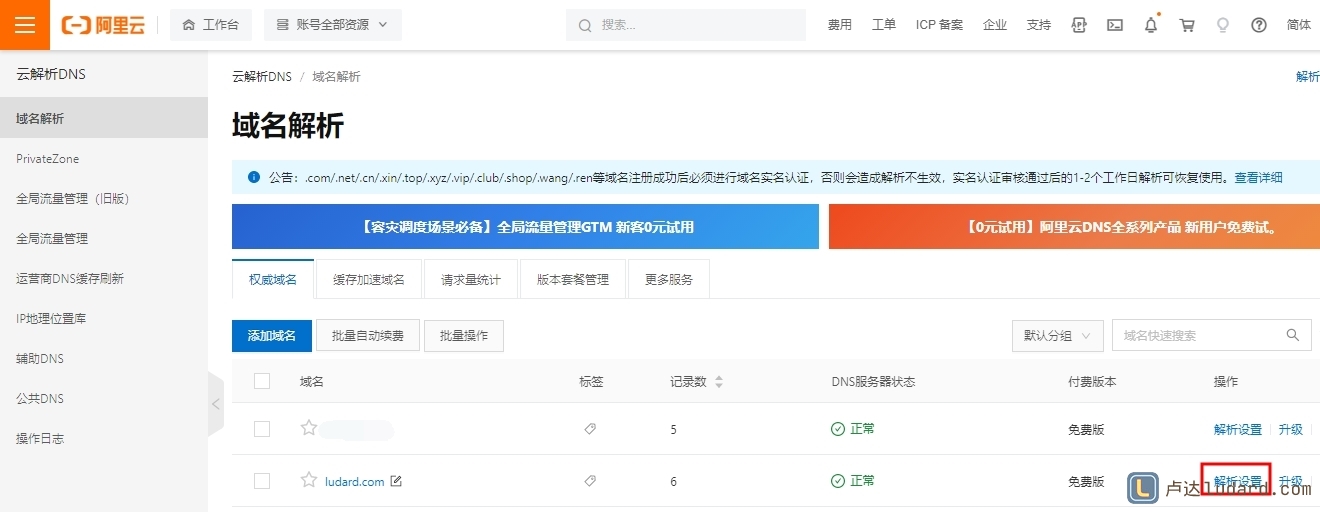 阿里云 工作台 账号全部资源 搜索... 费用 工单 ICP 备案 企业 支持 简体
云解析DNS
域名解析
PrivateZone
全局流量管理（旧版）
全局流量管理
运营商DNS缓存刷新
IP地理位置库
辅助DNS
公共DNS
操作日志
云解析DNS / 域名解析 解析
域名解析
公告：.com/.net/.cn/.xin/.top/.xyz/.vip/.club/.shop/.wang/.ren等域名注册成功后必须进行域名实名认证，否则会造成解析不生效，实名认证审核通过后的1-2个工作日解析可恢复使用。查看详细
【容灾调度场景必备】全局流量管理GTM 新客0元试用 【0元试用】阿里云DNS全系列产品 新用户免费试。
权威域名 缓存加速域名 请求量统计 版本套餐管理 更多服务
添加域名 批量自动续费 批量操作 默认分组 域名快速搜索
域名 标签 记录数 DNS服务器状态 付费版本 操作
5 正常 免费版 解析设置 升级
ludard.com 6 正常 免费版 解析设置 升级
卢达ludard.com